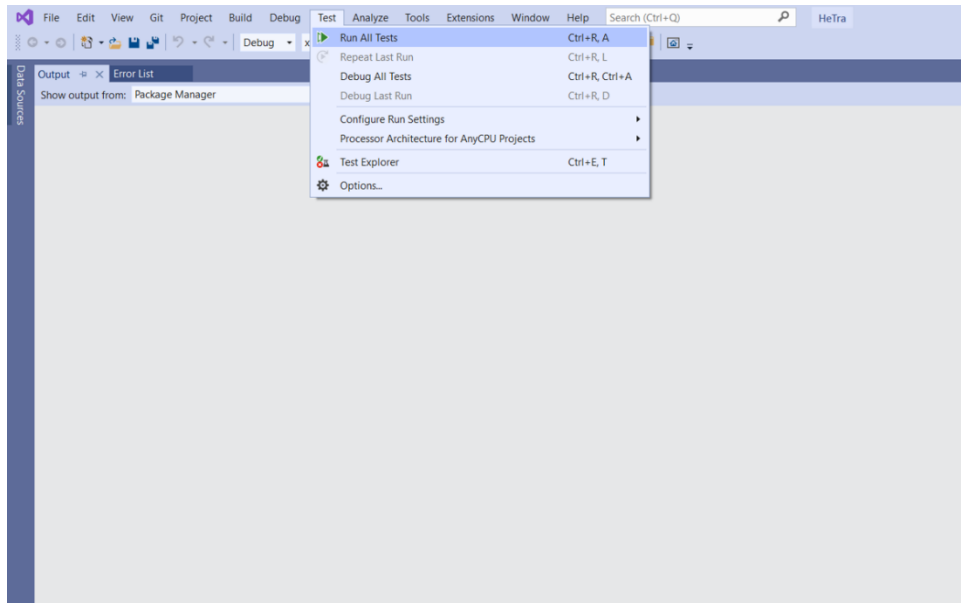 File Edit View Git Project Build Debug Test Analyze Tools Extensions Window Help Search (Ctrl+Q) HeTra
Debug
Run All Tests Ctrl+R, A
Repeat Last Run Ctrl+R, L
Debug All Tests Ctrl+R, Ctrl+A
Debug Last Run Ctrl+R, D
Configure Run Settings
Processor Architecture for AnyCPU Projects
Test Explorer Ctrl+E, T
Options...
Data Sources
Output Error List
Show output from: Package Manager